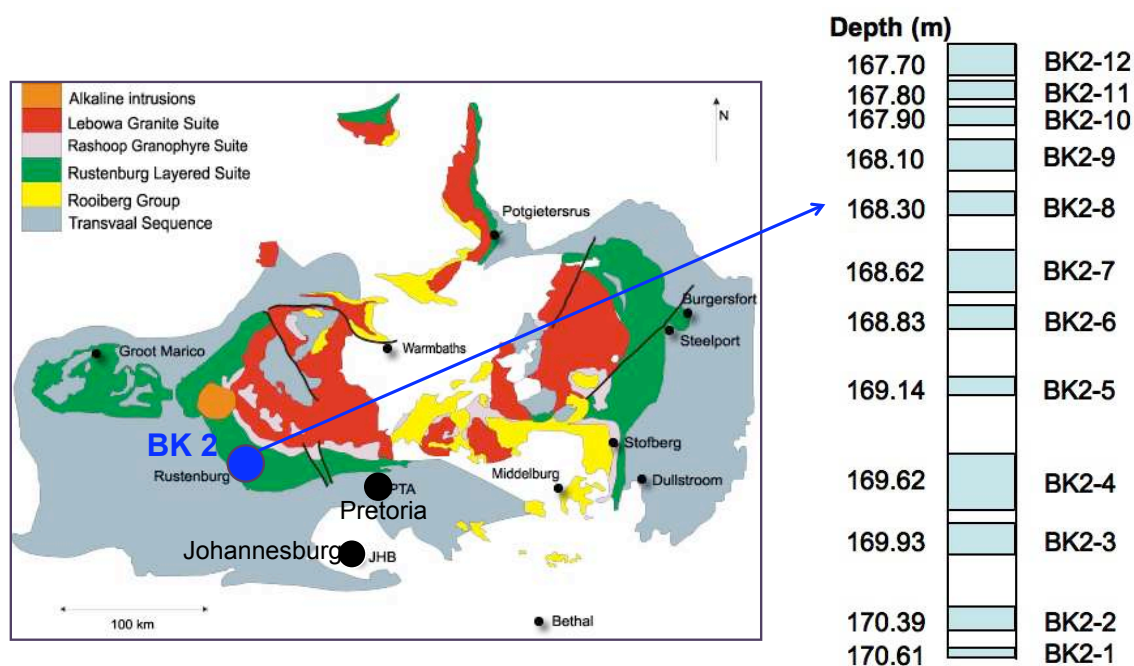 Alkaline intrusions
Lebowa Granite Suite
Rashoop Granophyre Suite
Rustenburg Layered Suite
Rooiberg Group
Transvaal Sequence
N
Potgietersrus
Burgersfort
Steelport
Groot Marico
Warmbaths
BK 2
Rustenburg
Stofberg
Middelburg
Dullstroom
PTA
Pretoria
Johannesburg
JHB
100 km
Bethal
Depth (m)
167.70 BK2-12
167.80 BK2-11
167.90 BK2-10
168.10 BK2-9
168.30 BK2-8
168.62 BK2-7
168.83 BK2-6
169.14 BK2-5
169.62 BK2-4
169.93 BK2-3
170.39 BK2-2
170.61 BK2-1